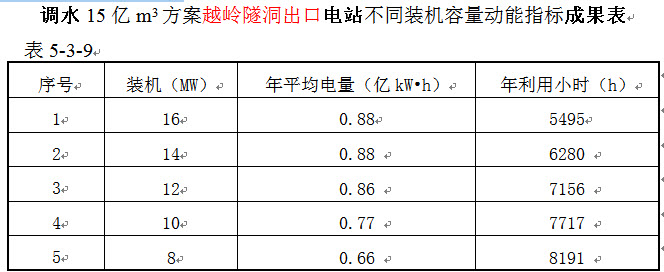 调水 15 亿 m³方案越岭隧洞出口电站不同装机容量动能指标成果表
表 5-3-9
序号 装机（MW） 年平均电量（亿 kW•h） 年利用小时（h）
1 16 0.88 5495
2 14 0.88 6280
3 12 0.86 7156
4 10 0.77 7717
5 8 0.66 8191